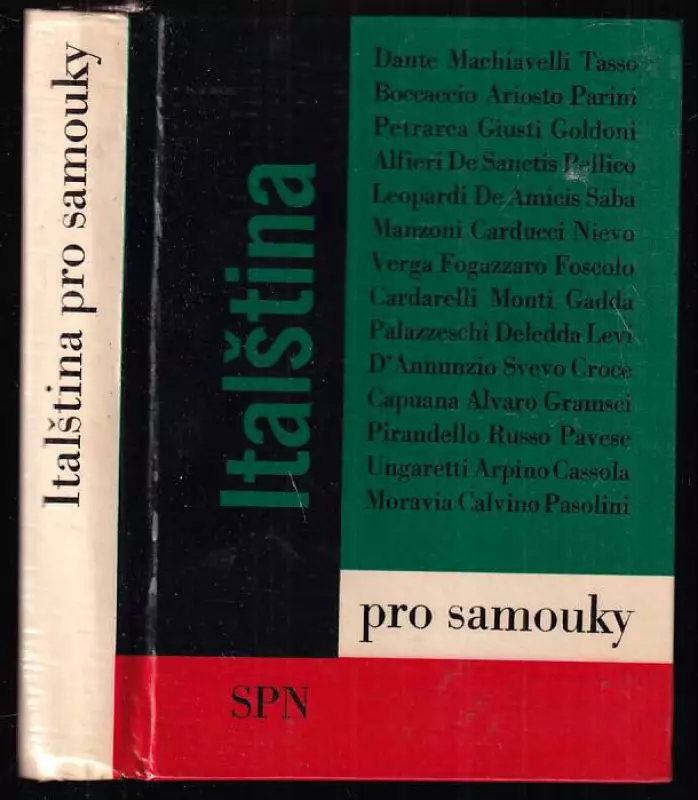 Italština pro samouky
Italština
Dante Machiavelli Tasso
Boccaccio Ariosto Parini
Petrarca Giusti Goldoni
Alfieri De Sanctis Pellico
Leopardi De Amicis Saba
Manzoni Carducci Nievo
Verga Fogazzaro Foscolo
Cardarelli Monti Gadda
Palazzeschi Deledda Levi
D'Annunzio Svevo Croce
Capuana Alvaro Gramsci
Pirandello Russo Pavese
Ungaretti Arpino Cassola
Moravia Calvino Pasolini
pro samouky
SPN